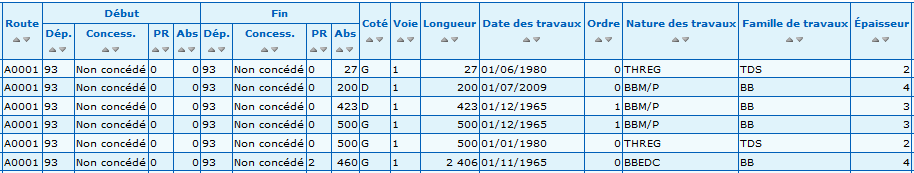 Route Début Fin Coté Voie Longueur Date des travaux Ordre Nature des travaux Famille de travaux Épaisseur
Dép. Concess. PR Abs Dép. Concess. PR Abs
A0001 93 Non concédé 0 0 93 Non concédé 0 27 G 1 27 01/06/1980 0 THREG TDS 2
A0001 93 Non concédé 0 0 93 Non concédé 0 200 D 1 200 01/07/2009 0 BBM/P BB 4
A0001 93 Non concédé 0 0 93 Non concédé 0 423 D 1 423 01/12/1965 1 BBM/P BB 3
A0001 93 Non concédé 0 0 93 Non concédé 0 500 G 1 500 01/12/1965 1 BBM/P BB 3
A0001 93 Non concédé 0 0 93 Non concédé 0 500 G 1 500 01/01/1980 0 THREG TDS 2
A0001 93 Non concédé 0 0 93 Non concédé 2 460 G 1 2 406 01/11/1965 0 BBEDC BB 4